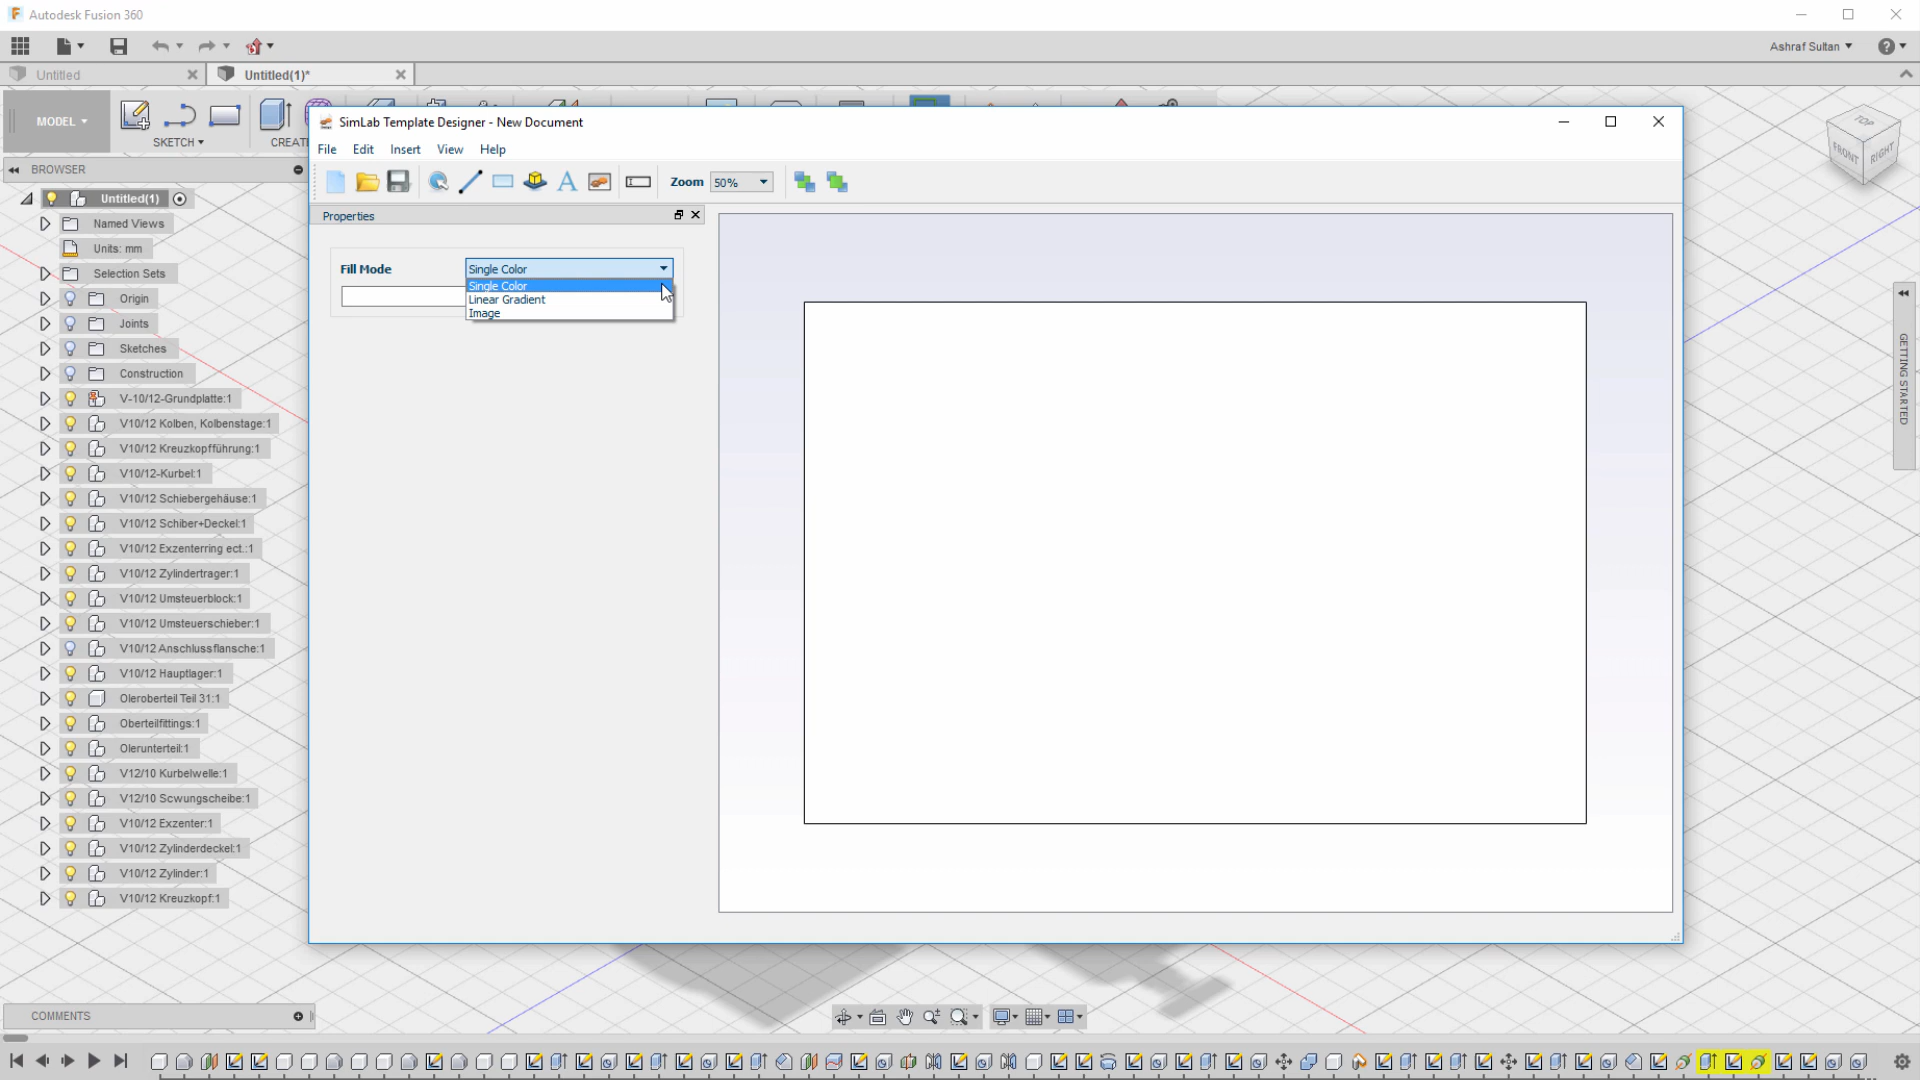 Autodesk Fusion 360
Ashraf Sultan
Untitled
Untitled(1)*
MODEL
SKETCH
CREAT
BROWSER
Untitled(1)
Named Views
Units: mm
Selection Sets
Origin
Joints
Sketches
Construction
V-10/12-Grundplatte:1
V10/12 Kolben, Kolbenstage:1
V10/12 Kreuzkopfführung:1
V10/12-Kurbel:1
V10/12 Schiebergehäuse:1
V10/12 Schiber+Deckel:1
V10/12 Exzenterring ect.:1
V10/12 Zylindertrager:1
V10/12 Umsteuerblock:1
V10/12 Umsteuerschieber:1
V10/12 Anschlussflansche:1
V10/12 Hauptlager:1
Oleroberteil Teil 31:1
Oberteilfittings:1
Olerunterteil:1
V12/10 Kurbelwelle:1
V12/10 Scwungscheibe:1
V10/12 Exzenter:1
V10/12 Zylinderdeckel:1
V10/12 Zylinder:1
V10/12 Kreuzkopf:1
COMMENTS
SimLab Template Designer - New Document
File Edit Insert View Help
Zoom 50%
Properties
Fill Mode Single Color
Single Color
Linear Gradient
Image
TOP
FRONT
RIGHT
GETTING STARTED